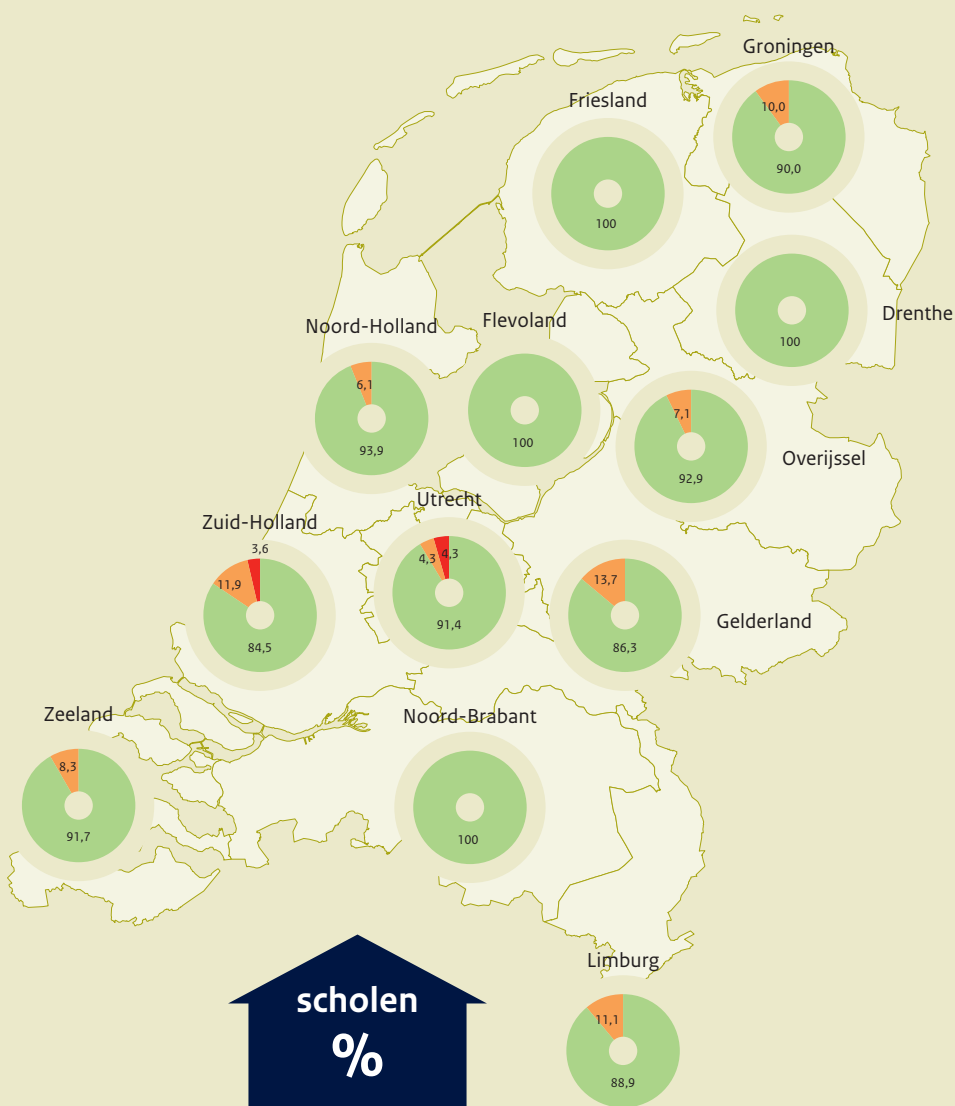 Groningen
10,0
90,0
Friesland
100
Drenthe
100
Noord-Holland
6,1
93,9
Flevoland
100
7,1
92,9
Overijssel
Utrecht
4,3
4,3
91,4
Zuid-Holland
3,6
11,9
84,5
13,7
86,3
Gelderland
Zeeland
8,3
91,7
Noord-Brabant
100
Limburg
11,1
88,9
scholen
%